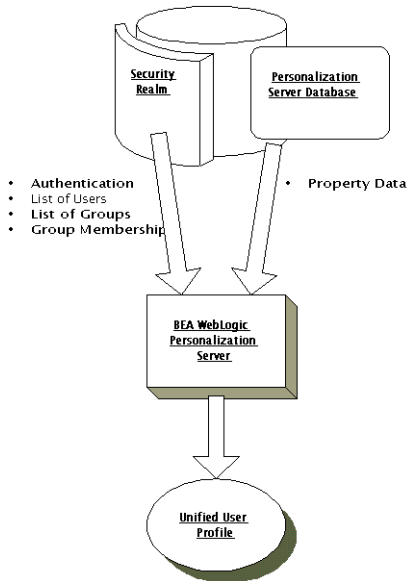 Security
Realm
Personalization
Server Database
• Authentication
• List of Users
• List of Groups
• Group Membership
• Property Data
BEA WebLogic
Personalization
Server
Unified User
Profile